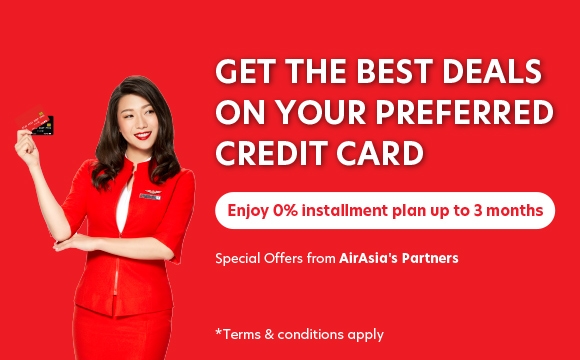 GET THE BEST DEALS
ON YOUR PREFERRED
CREDIT CARD
Enjoy 0% installment plan up to 3 months
Special Offers from AirAsia's Partners
*Terms & conditions apply